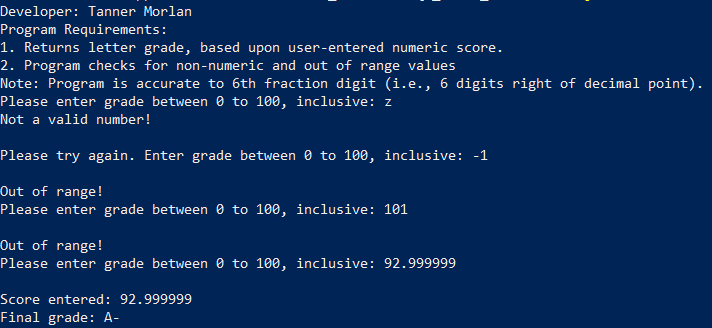 Developer: Tanner Morlan
Program Requirements:
1. Returns letter grade, based upon user-entered numeric score.
2. Program checks for non-numeric and out of range values
Note: Program is accurate to 6th fraction digit (i.e., 6 digits right of decimal point).
Please enter grade between 0 to 100, inclusive: z
Not a valid number!
Please try again. Enter grade between 0 to 100, inclusive: -1
Out of range!
Please enter grade between 0 to 100, inclusive: 101
Out of range!
Please enter grade between 0 to 100, inclusive: 92.999999
Score entered: 92.999999
Final grade: A-